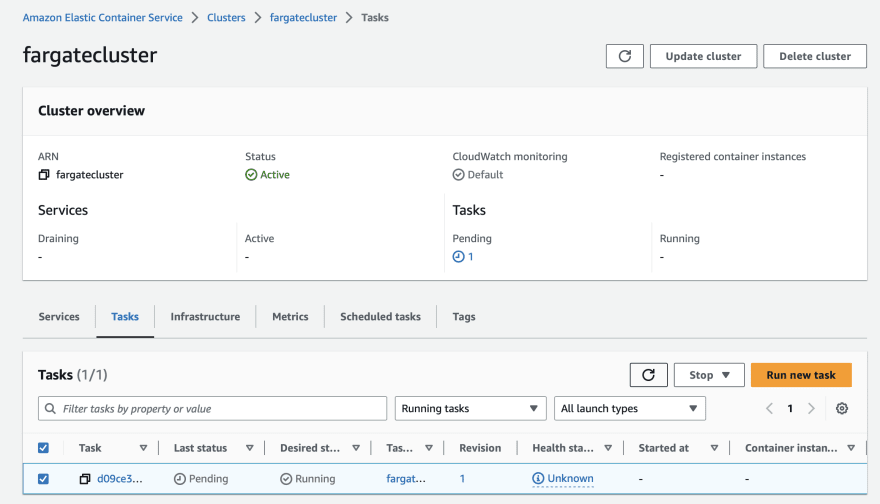 Amazon Elastic Container Service > Clusters > fargatecluster > Tasks
fargatecluster
Update cluster
Delete cluster
Cluster overview
ARN Status CloudWatch monitoring Registered container instances
fargatecluster Active Default -
Services Tasks
Draining Active Pending Running
- - 1 -
Services Tasks Infrastructure Metrics Scheduled tasks Tags
Tasks (1/1) Stop Run new task
Filter tasks by property or value Running tasks All launch types < 1 >
Task Last status Desired st... Tas... Revision Health sta... Started at Container instan...
d09ce3... Pending Running fargat... 1 Unknown - -